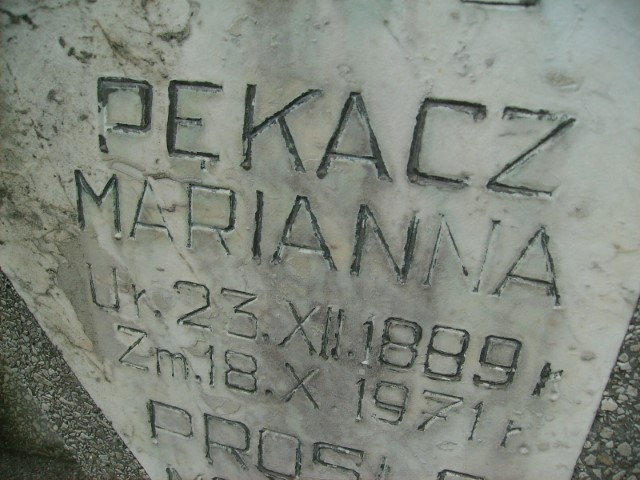 PĘKACZ
MARIANNA
Ur. 23. XII. 1889 r
Zm. 18. X 1971 r